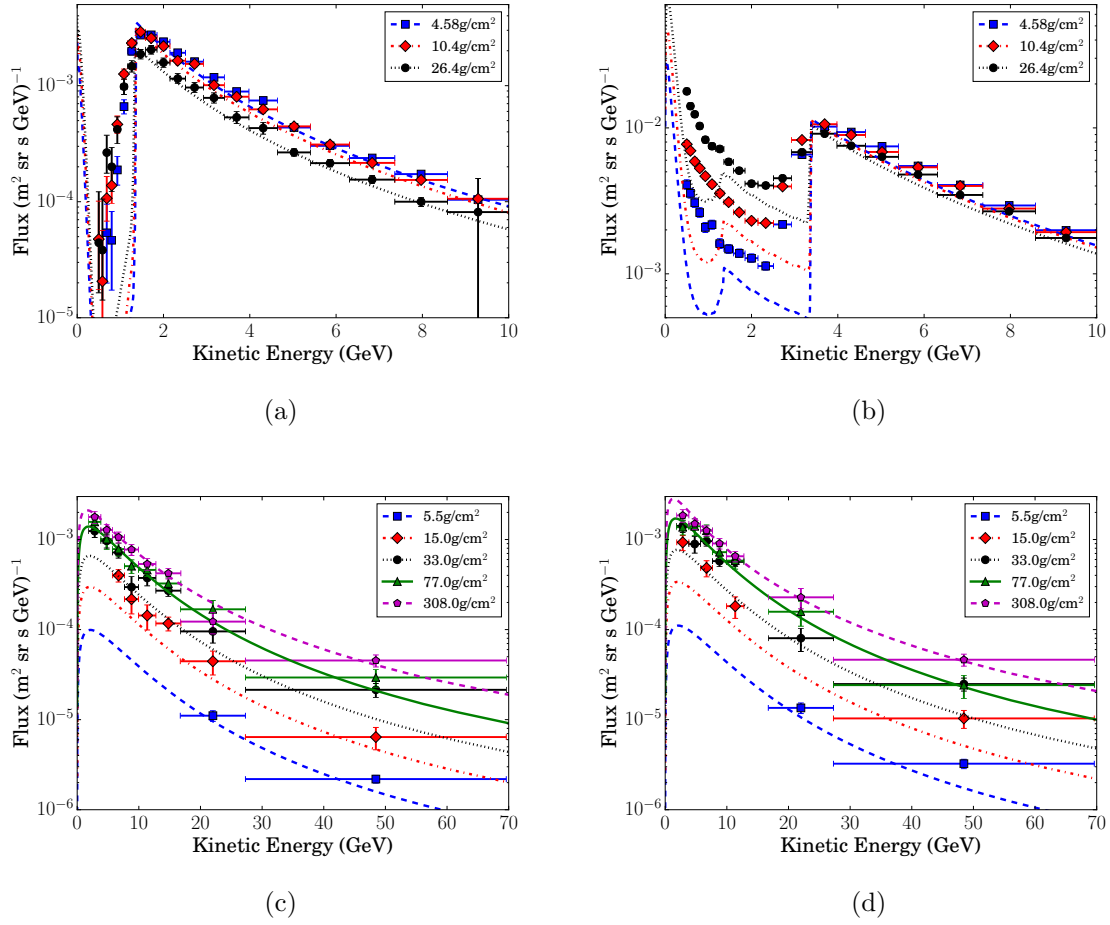 4.58g/cm²
10.4g/cm²
26.4g/cm²
10⁻³
10⁻⁴
10⁻⁵
Flux (m² sr s GeV)⁻¹
0 2 4 6 8 10
Kinetic Energy (GeV)
(a)
4.58g/cm²
10.4g/cm²
26.4g/cm²
10⁻²
10⁻³
Flux (m² sr s GeV)⁻¹
0 2 4 6 8 10
Kinetic Energy (GeV)
(b)
5.5g/cm²
15.0g/cm²
33.0g/cm²
77.0g/cm²
308.0g/cm²
10⁻³
10⁻⁴
10⁻⁵
10⁻⁶
Flux (m² sr s GeV)⁻¹
0 10 20 30 40 50 60 70
Kinetic Energy (GeV)
(c)
5.5g/cm²
15.0g/cm²
33.0g/cm²
77.0g/cm²
308.0g/cm²
10⁻³
10⁻⁴
10⁻⁵
10⁻⁶
Flux (m² sr s GeV)⁻¹
0 10 20 30 40 50 60 70
Kinetic Energy (GeV)
(d)